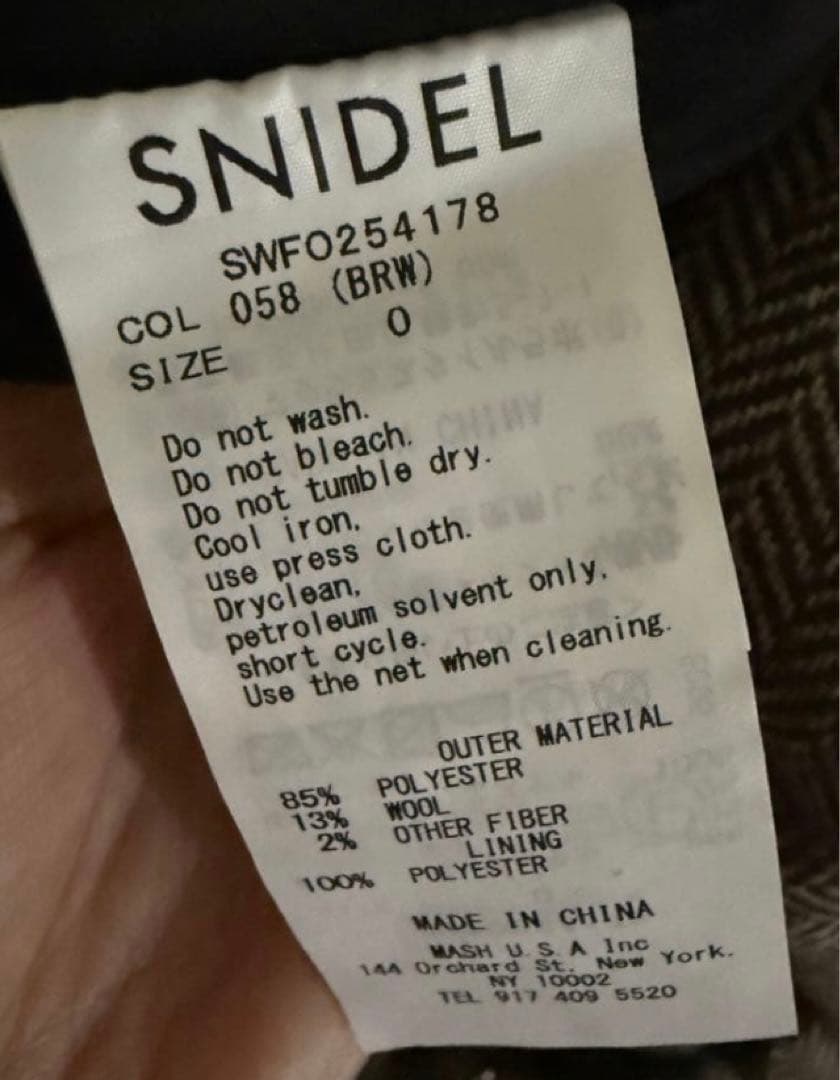 SNIDEL
SWFO254178
COL 058 (BRW)
SIZE 0
Do not wash.
Do not bleach.
Do not tumble dry.
Cool iron.
use press cloth.
Dryclean.
petroleum solvent only.
short cycle.
Use the net when cleaning.
OUTER MATERIAL
85% POLYESTER
13% WOOL
2% OTHER FIBER
LINING
100% POLYESTER
MADE IN CHINA
MASH U.S.A Inc
144 Orchard St. New York.
NY 10002
TEL 917 409 5520